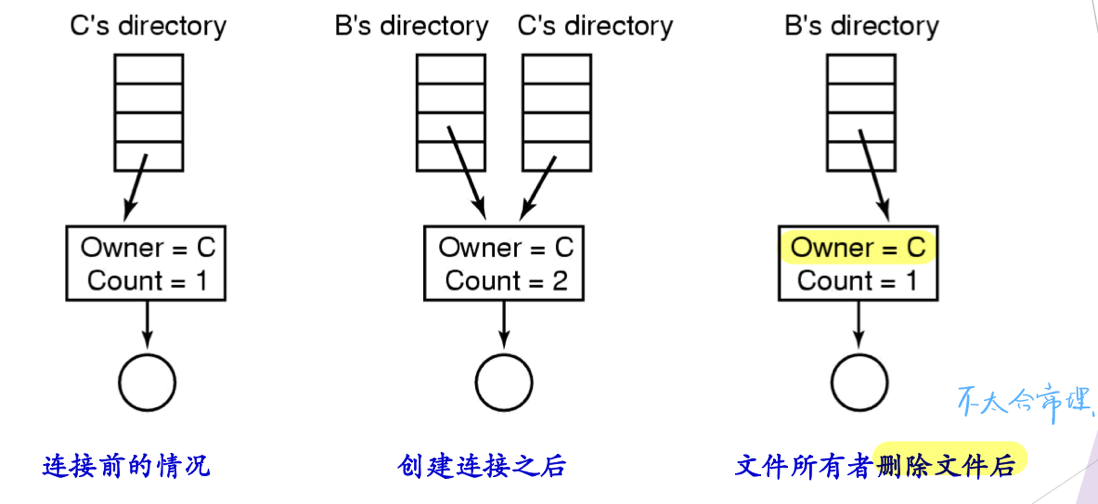 C's directory
B's directory C's directory
B's directory
Owner = C
Count = 1
Owner = C
Count = 2
Owner = C
Count = 1
不太合常理、
连接前的情况
创建连接之后
文件所有者删除文件后